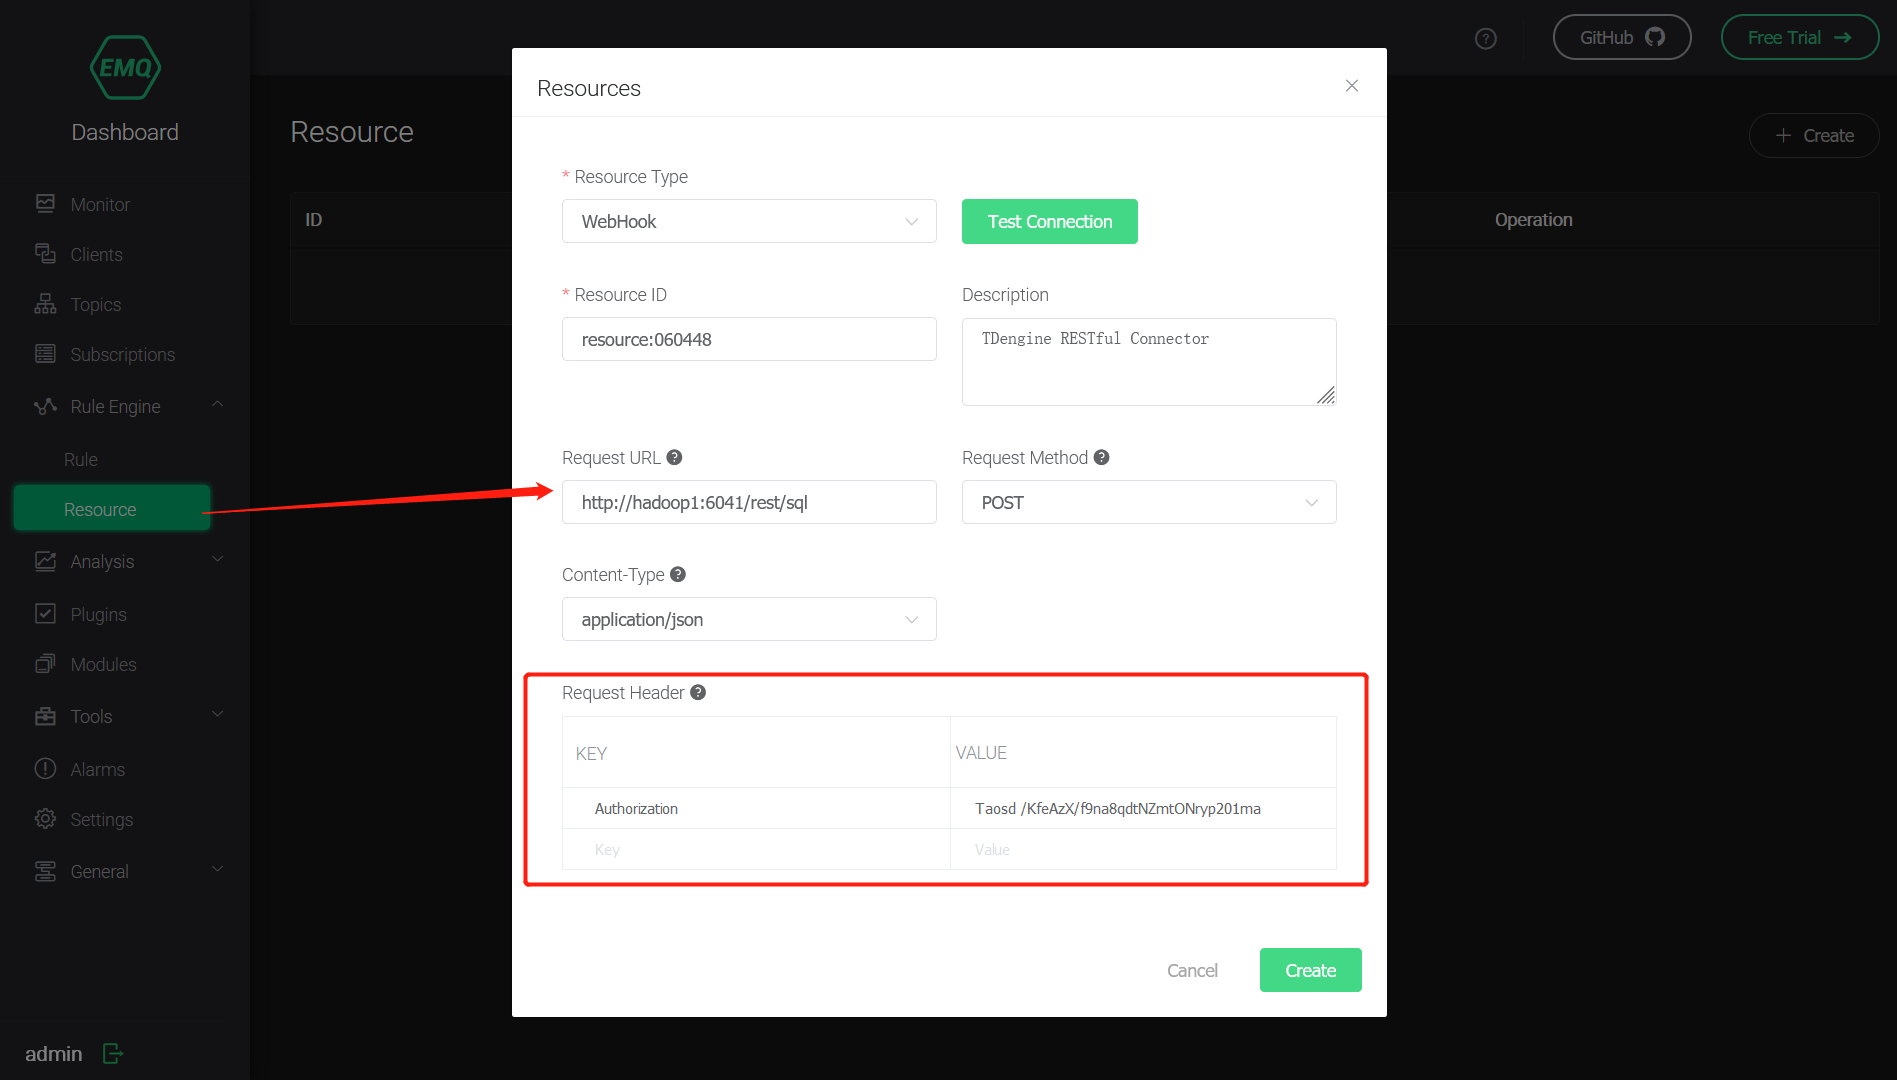 EMQ
Dashboard
Monitor
Clients
Topics
Subscriptions
Rule Engine
Rule
Resource
Analysis
Plugins
Modules
Tools
Alarms
Settings
General
admin
GitHub
Free Trial
Resource
Create
ID
Operation
Resources
* Resource Type
WebHook
Test Connection
* Resource ID
Description
resource:060448
TDengine RESTful Connector
Request URL
Request Method
http://hadoop1:6041/rest/sql
POST
Content-Type
application/json
Request Header
KEY
VALUE
Authorization
Taosd /KfeAzX/f9na8qdtNZmtONryp201ma
Key
Value
Cancel
Create